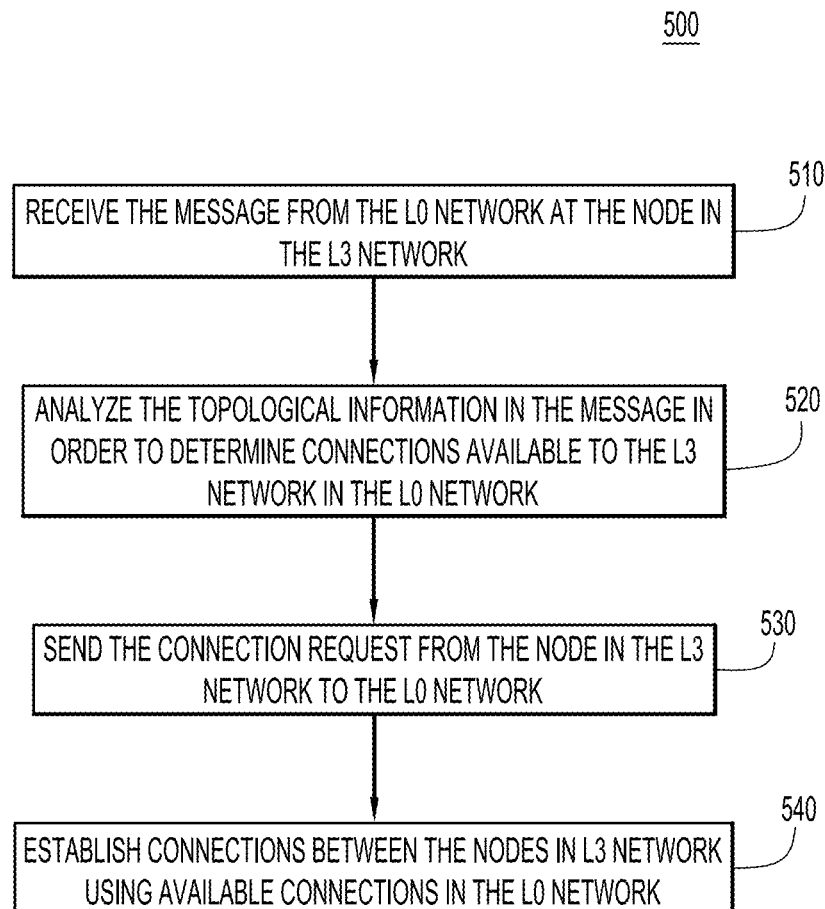 500
510
RECEIVE THE MESSAGE FROM THE L0 NETWORK AT THE NODE IN
THE L3 NETWORK
520
ANALYZE THE TOPOLOGICAL INFORMATION IN THE MESSAGE IN
ORDER TO DETERMINE CONNECTIONS AVAILABLE TO THE L3
NETWORK IN THE L0 NETWORK
530
SEND THE CONNECTION REQUEST FROM THE NODE IN THE L3
NETWORK TO THE L0 NETWORK
540
ESTABLISH CONNECTIONS BETWEEN THE NODES IN L3 NETWORK
USING AVAILABLE CONNECTIONS IN THE L0 NETWORK